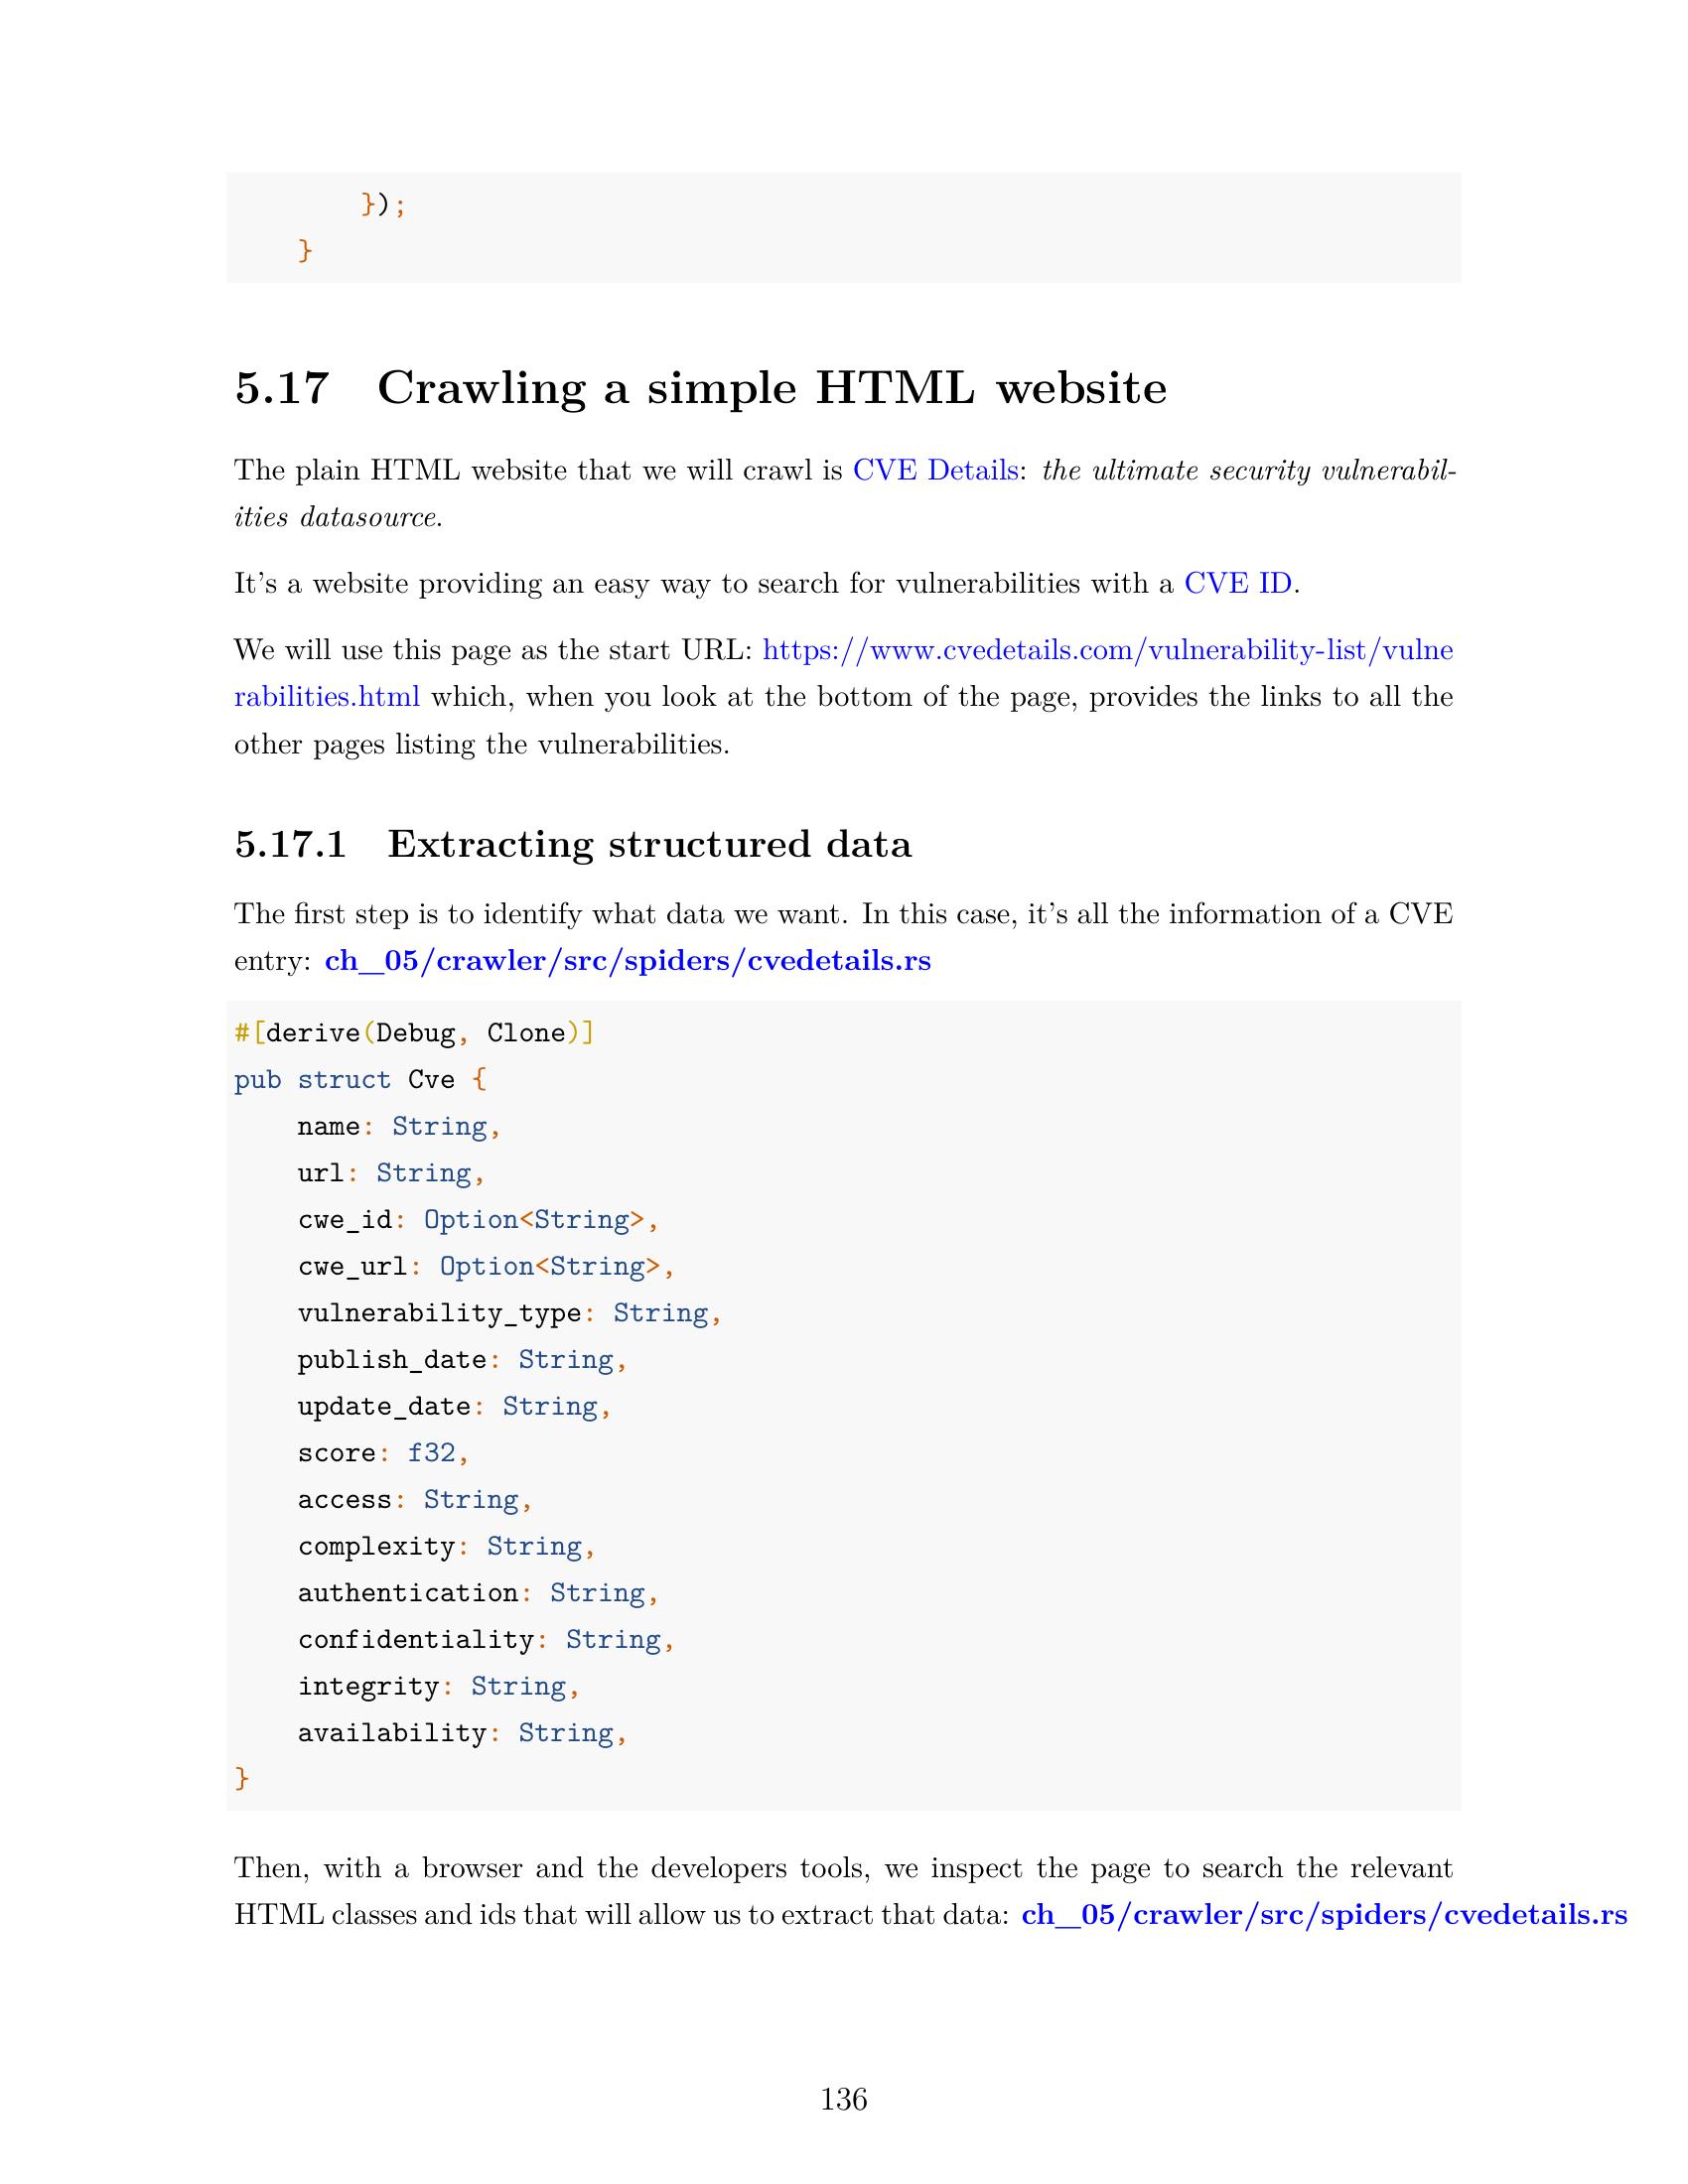 });
    }
5.17 Crawling a simple HTML website
The plain HTML website that we will crawl is CVE Details: the ultimate security vulnerabil-
ities datasource.
It's a website providing an easy way to search for vulnerabilities with a CVE ID.
We will use this page as the start URL: https://www.cvedetails.com/vulnerability-list/vulne
rabilities.html which, when you look at the bottom of the page, provides the links to all the
other pages listing the vulnerabilities.
5.17.1 Extracting structured data
The first step is to identify what data we want. In this case, it's all the information of a CVE
entry: ch_05/crawler/src/spiders/cvedetails.rs
#[derive(Debug, Clone)]
pub struct Cve {
    name: String,
    url: String,
    cwe_id: Option<String>,
    cwe_url: Option<String>,
    vulnerability_type: String,
    publish_date: String,
    update_date: String,
    score: f32,
    access: String,
    complexity: String,
    authentication: String,
    confidentiality: String,
    integrity: String,
    availability: String,
}
Then, with a browser and the developers tools, we inspect the page to search the relevant
HTML classes and ids that will allow us to extract that data: ch_05/crawler/src/spiders/cvedetails.rs
136